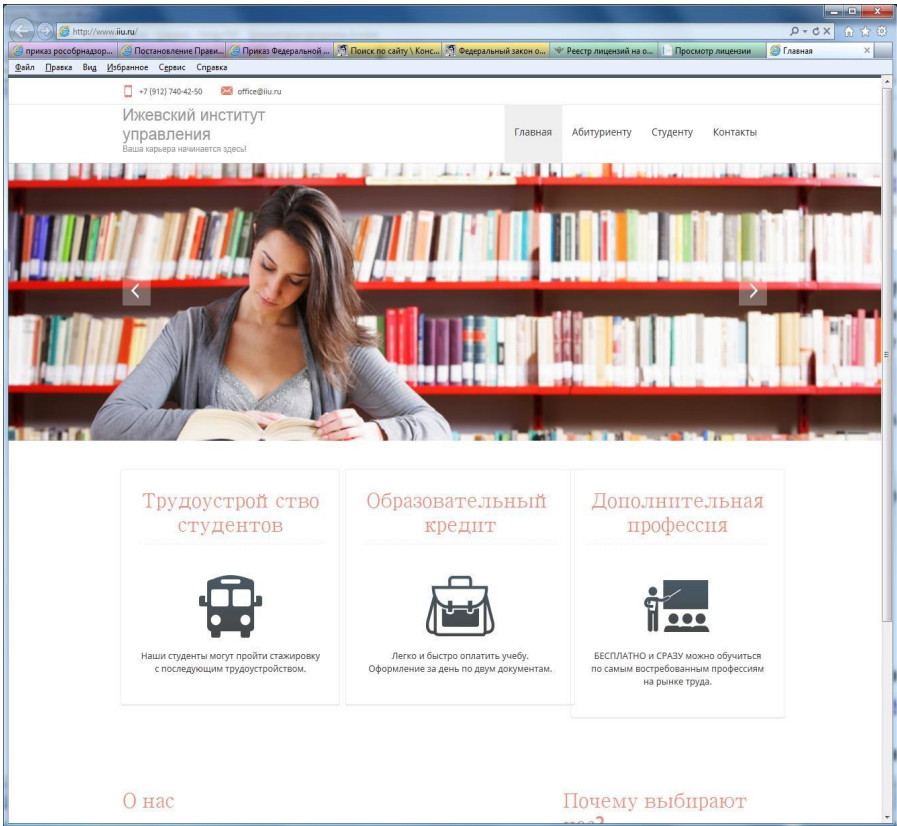 http://www.iiu.ru/
приказ рособрнадзор...
Постановление Прави...
Приказ Федеральной ...
Поиск по сайту \ Конс...
Федеральный закон о...
Реестр лицензий на о...
Просмотр лицензии
Главная
Файл Правка Вид Избранное Сервис Справка
+7 (912) 740-42-50 office@iiu.ru
Ижевский институт
управления
Ваша карьера начинается здесь!
Главная Абитуриенту Студенту Контакты
Трудоустрой ство
студентов
Наши студенты могут пройти стажировку
с последующим трудоустройством.
Образовательный
кредит
Легко и быстро оплатить учебу.
Оформление за день по двум документам.
Дополнительная
профессия
БЕСПЛАТНО и СРАЗУ можно обучиться
по самым востребованным профессиям
на рынке труда.
О нас
Почему выбирают
нас?